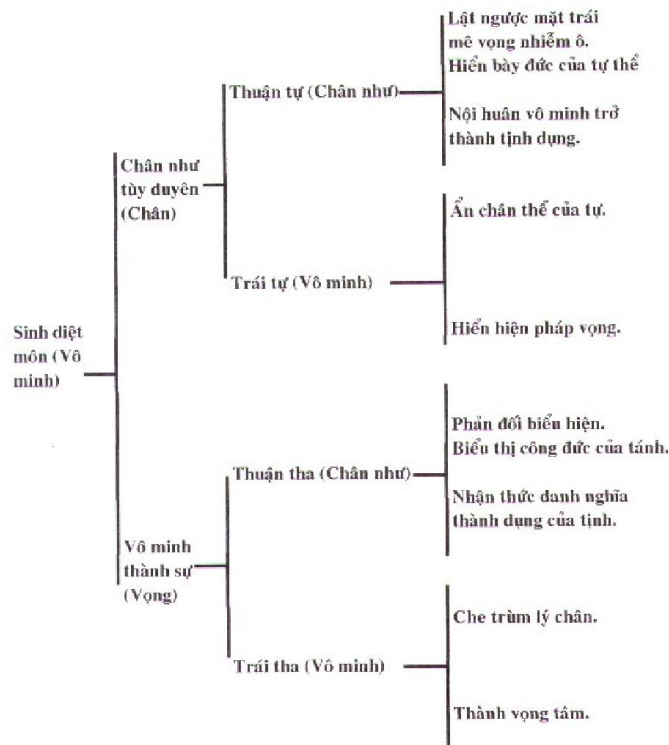 Lật ngược mặt trái
mê vọng nhiễm ô.
Hiển bày đức của tự thể
Thuận tự (Chân như)
Nội huân vô minh trở
thành tịnh dụng.
Chân như
tùy duyên
(Chân)
Ẩn chân thể của tự.
Trái tự (Vô minh)
Hiển hiện pháp vọng.
Sinh diệt
môn (Vô
minh)
Phản đối biểu hiện.
Biểu thị công đức của tánh.
Thuận tha (Chân như)
Nhận thức danh nghĩa
thành dụng của tịnh.
Vô minh
thành sự
(Vọng)
Che trùm lý chân.
Trái tha (Vô minh)
Thành vọng tâm.